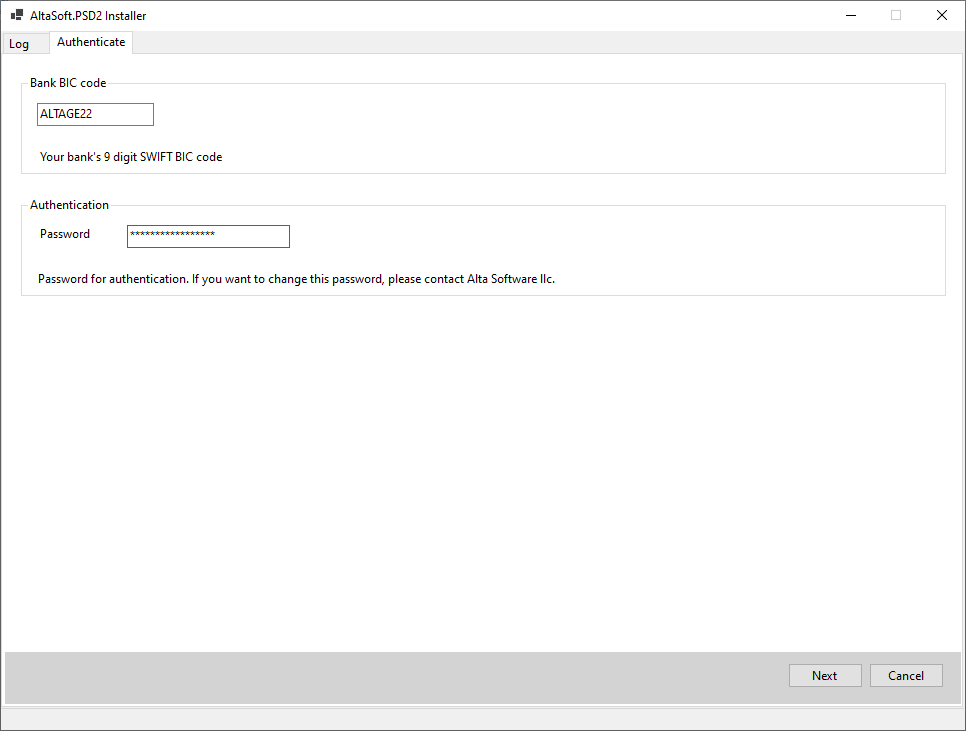 AltaSoft.PSD2 Installer
Log
Authenticate
Bank BIC code
ALTAGE22
Your bank's 9 digit SWIFT BIC code
Authentication
Password
*****************
Password for authentication. If you want to change this password, please contact Alta Software llc.
Next
Cancel